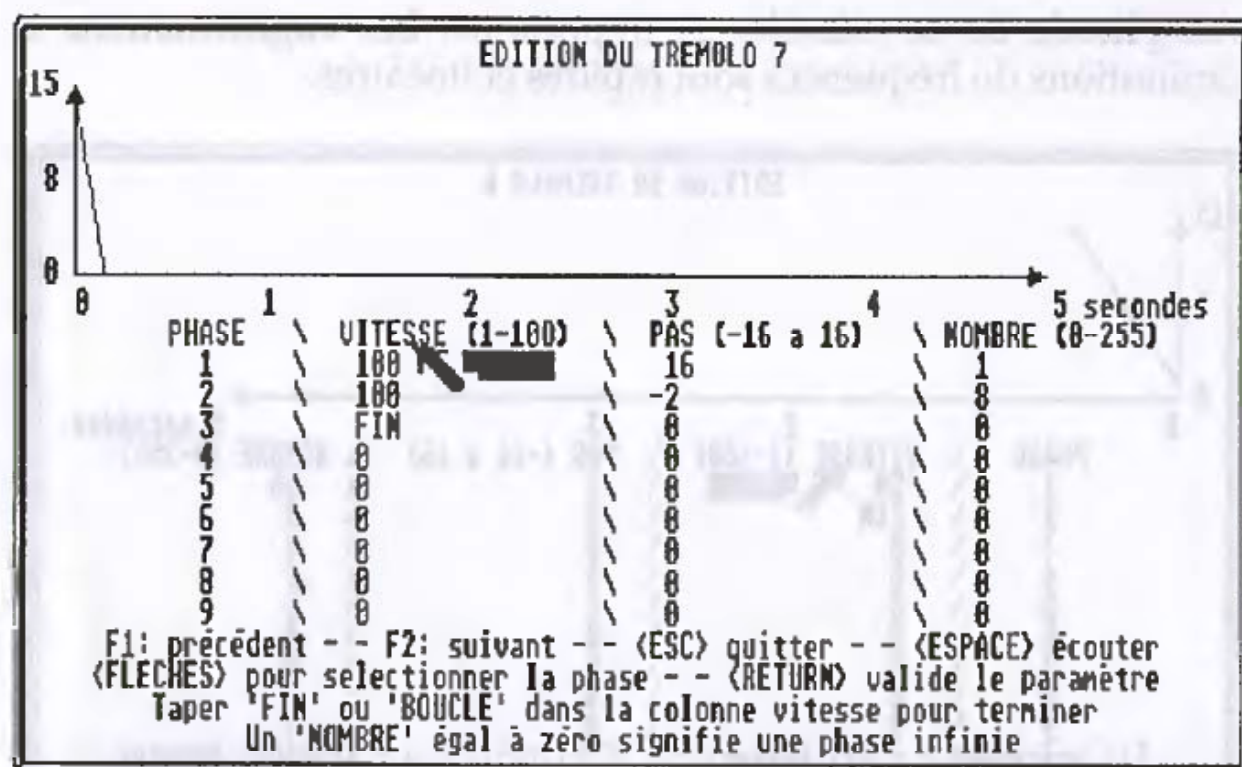 EDITION DU TREMOLO 7
15
8
0
0 1 2 3 4 5 secondes
PHASE \ VITESSE (1-100) \ PAS (-16 a 16) \ NOMBRE (0-255)
1 \ 100 \ 16 \ 1
2 \ 100 \ -2 \ 8
3 \ FIN \ 0 \ 0
4 \ 0 \ 0 \ 0
5 \ 0 \ 0 \ 0
6 \ 0 \ 0 \ 0
7 \ 0 \ 0 \ 0
8 \ 0 \ 0 \ 0
9 \ 0 \ 0 \ 0
F1: précédent - - F2: suivant - - <ESC> quitter - - <ESPACE> écouter
<FLECHES> pour selectionner la phase - - <RETURN> valide le paramètre
Taper 'FIN' ou 'BOUCLE' dans la colonne vitesse pour terminer
Un 'NOMBRE' égal à zéro signifie une phase infinie